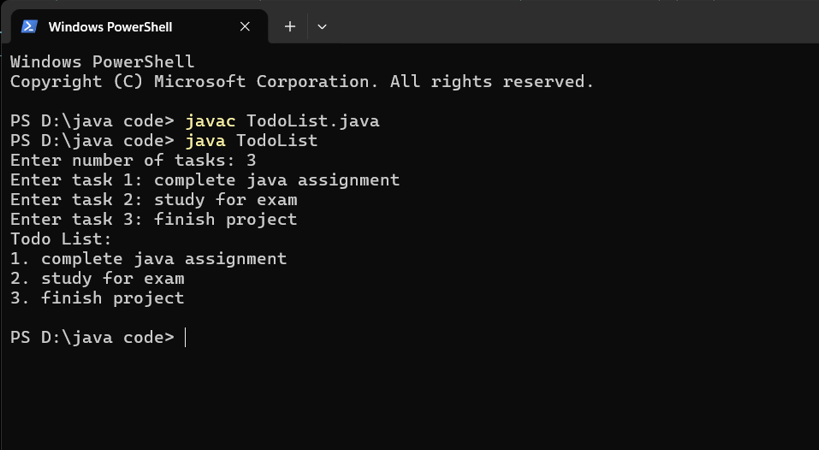 Windows PowerShell
Windows PowerShell
Copyright (C) Microsoft Corporation. All rights reserved.
PS D:\java code> javac TodoList.java
PS D:\java code> java TodoList
Enter number of tasks: 3
Enter task 1: complete java assignment
Enter task 2: study for exam
Enter task 3: finish project
Todo List:
1. complete java assignment
2. study for exam
3. finish project
PS D:\java code>